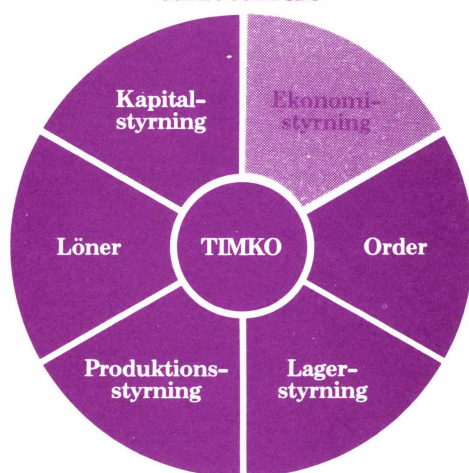 Kapital-
styrning
Ekonomi-
styrning
Löner
TIMKO
Order
Produktions-
styrning
Lager-
styrning